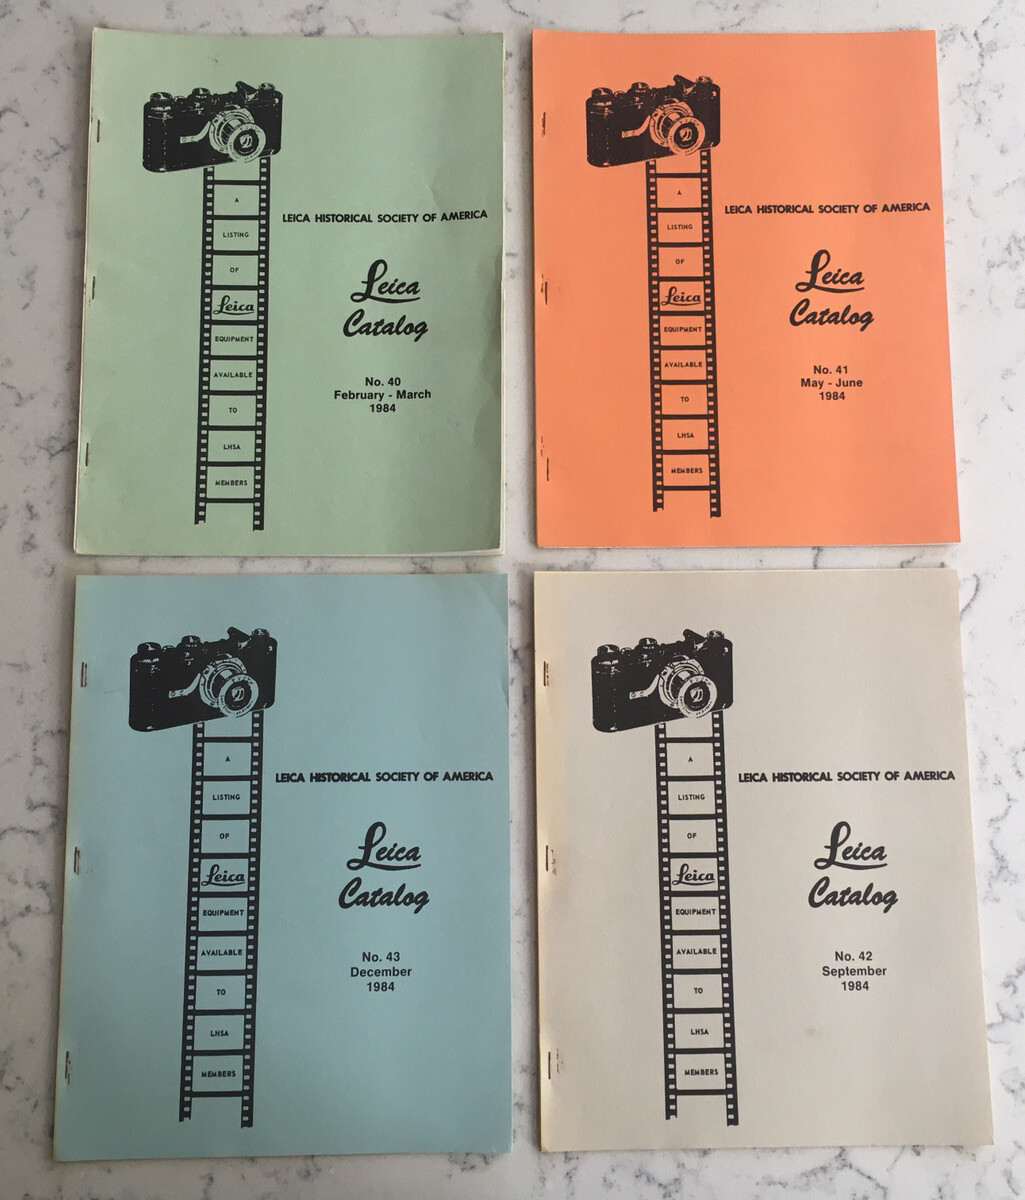 A
LISTING
OF
Leica
EQUIPMENT
AVAILABLE
TO
LHSA
MEMBERS
LEICA HISTORICAL SOCIETY OF AMERICA
Leica
Catalog
No. 40
February - March
1984
A
LISTING
OF
Leica
EQUIPMENT
AVAILABLE
TO
LHSA
MEMBERS
LEICA HISTORICAL SOCIETY OF AMERICA
Leica
Catalog
No. 41
May - June
1984
A
LISTING
OF
Leica
EQUIPMENT
AVAILABLE
TO
LHSA
MEMBERS
LEICA HISTORICAL SOCIETY OF AMERICA
Leica
Catalog
No. 43
December
1984
A
LISTING
OF
Leica
EQUIPMENT
AVAILABLE
TO
LHSA
MEMBERS
LEICA HISTORICAL SOCIETY OF AMERICA
Leica
Catalog
No. 42
September
1984